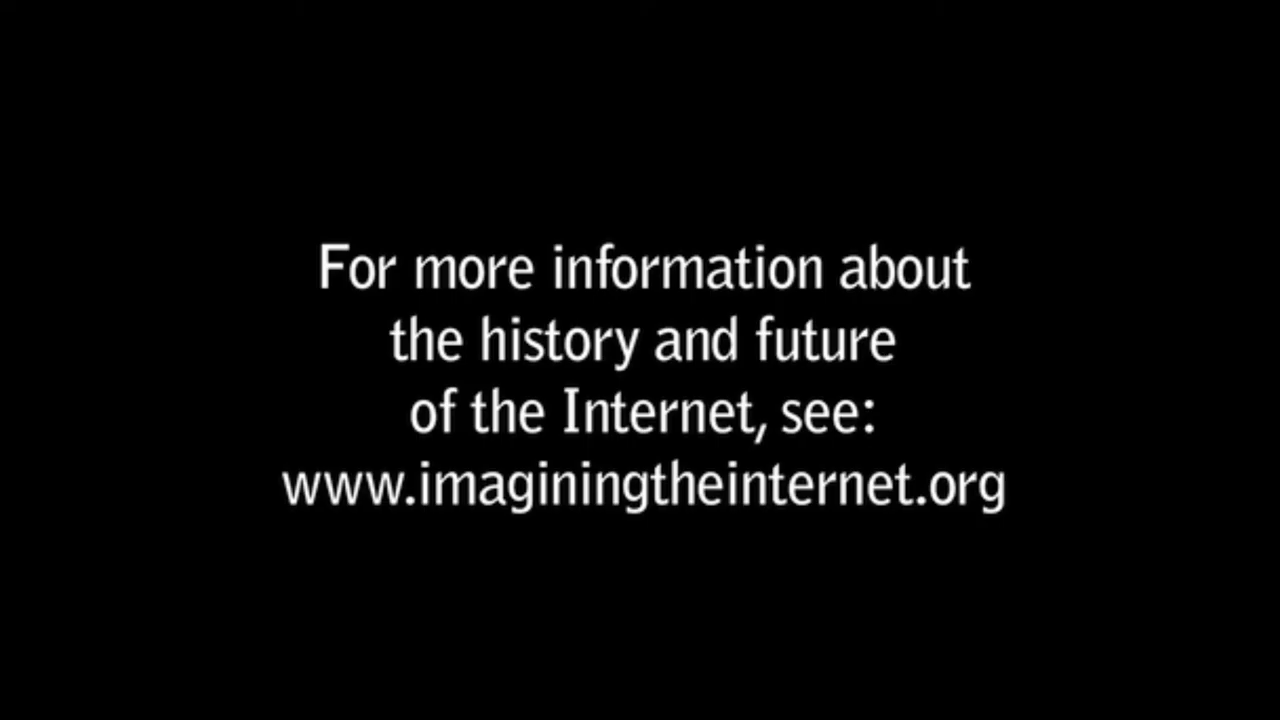 For more information about
the history and future
of the Internet, see:
www.imaginingtheinternet.org